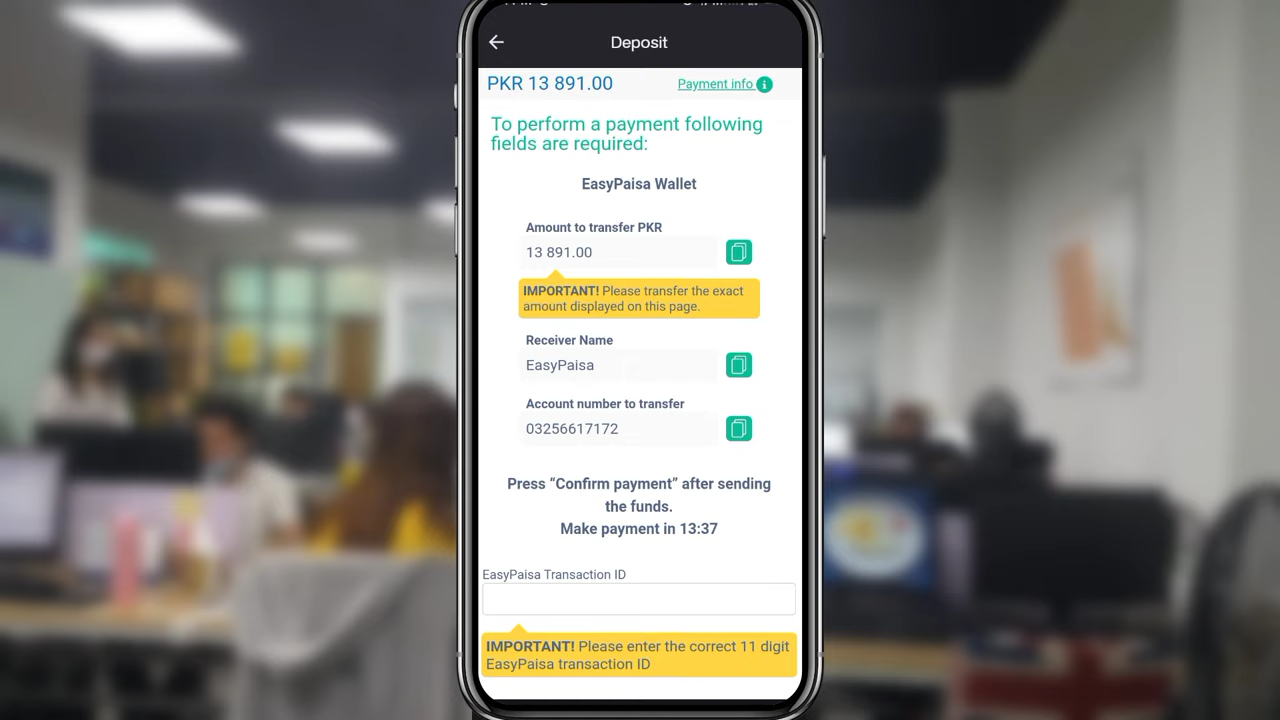 Deposit
PKR 13 891.00
Payment info
To perform a payment following
fields are required:
EasyPaisa Wallet
Amount to transfer PKR
13 891.00
IMPORTANT! Please transfer the exact
amount displayed on this page.
Receiver Name
EasyPaisa
Account number to transfer
03256617172
Press “Confirm payment” after sending
the funds.
Make payment in 13:37
EasyPaisa Transaction ID
IMPORTANT! Please enter the correct 11 digit
EasyPaisa transaction ID